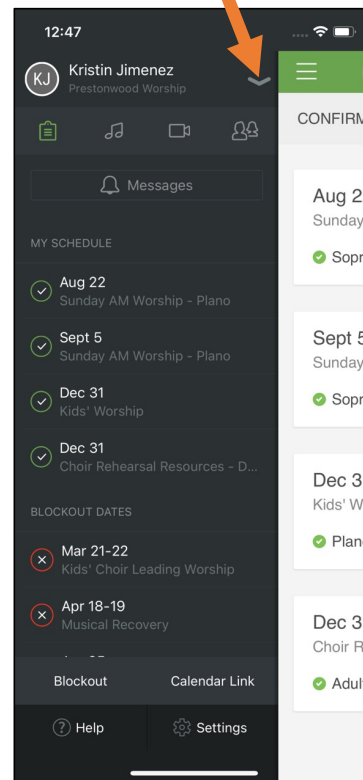 12:47
KJ
Kristin Jimenez
Prestonwood Worship
Messages
MY SCHEDULE
Aug 22
Sunday AM Worship - Plano
Sept 5
Sunday AM Worship - Plano
Dec 31
Kids' Worship
Dec 31
Choir Rehearsal Resources - D...
BLOCKOUT DATES
Mar 21-22
Kids' Choir Leading Worship
Apr 18-19
Musical Recovery
Blockout Calendar Link
? Help Settings
CONFIRM
Aug 2
Sunday
Sopr
Sept 5
Sunday
Sopr
Dec 3
Kids' W
Plan
Dec 3
Choir R
Adul